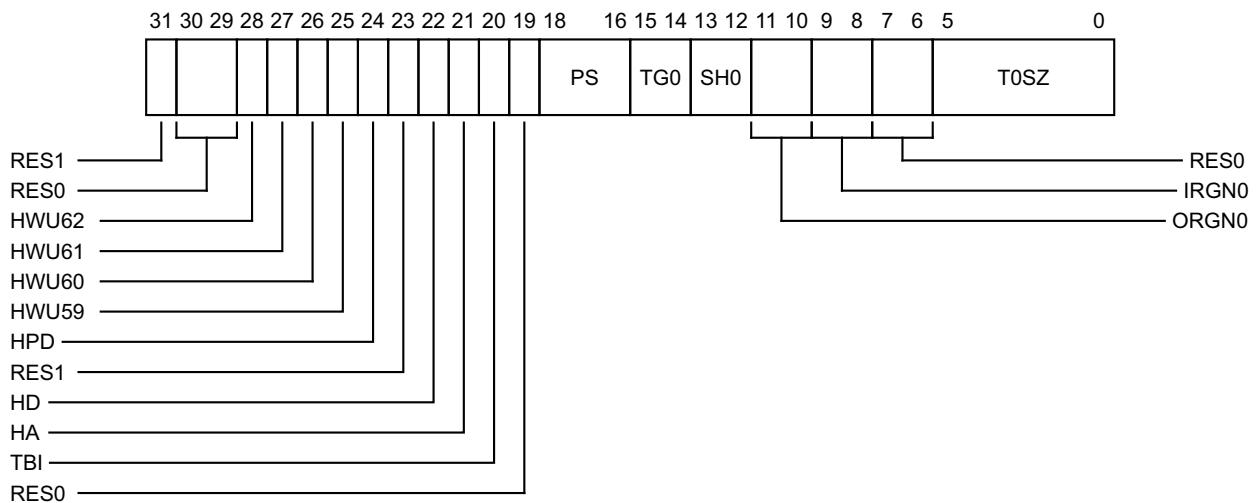 31 30 29 28 27 26 25 24 23 22 21 20 19 18 16 15 14 13 12 11 10 9 8 7 6 5 0
PS TG0 SH0 T0SZ
RES1 RES0
RES0 IRGN0
HWU62 ORGN0
HWU61
HWU60
HWU59
HPD
RES1
HD
HA
TBI
RES0